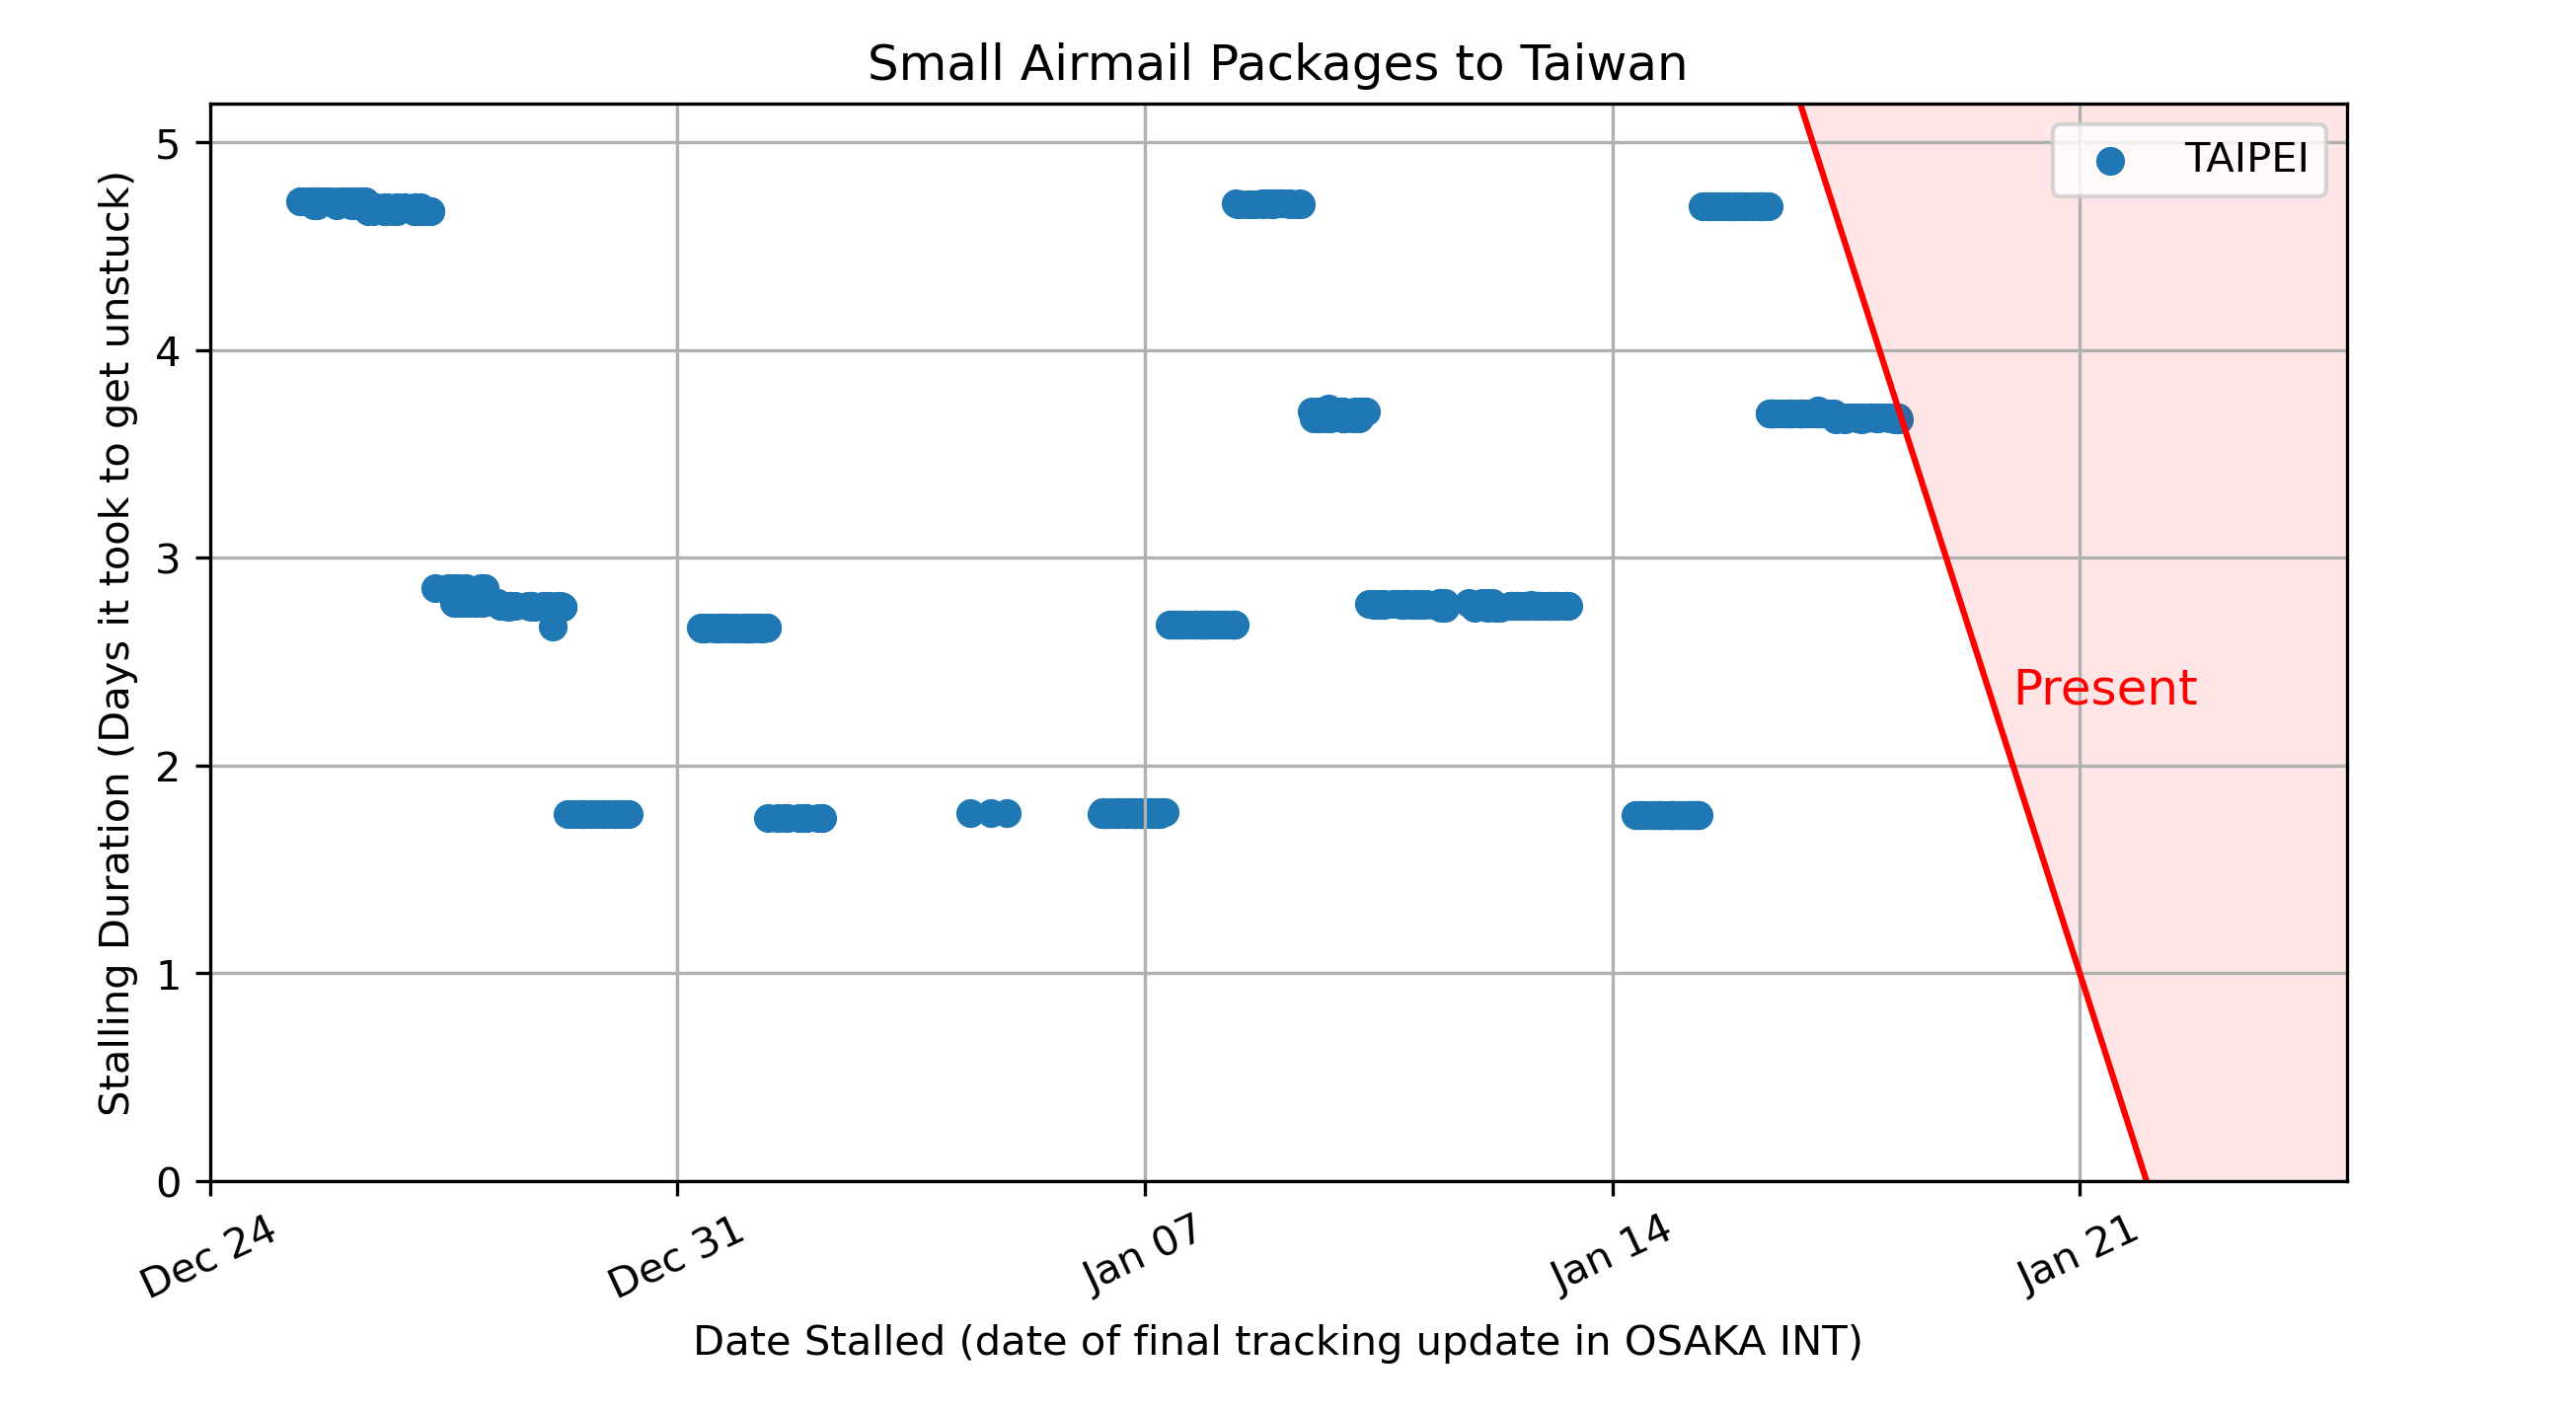 Small Airmail Packages to Taiwan
Stalling Duration (Days it took to get unstuck)
5
4
3
2
1
0
TAIPEI
Present
Dec 24
Dec 31
Jan 07
Jan 14
Jan 21
Date Stalled (date of final tracking update in OSAKA INT)